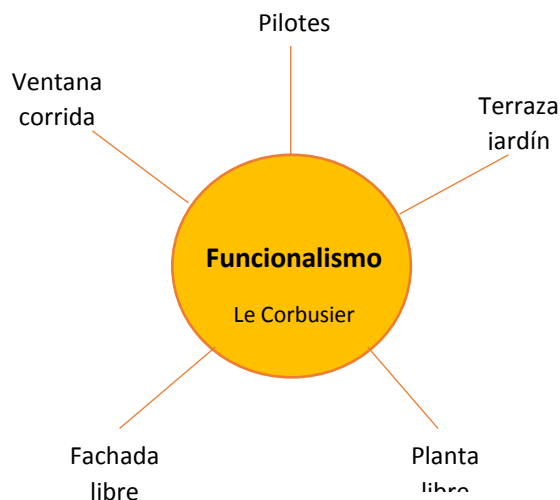 Pilotes
Ventana
corrida
Terraza
jardín
Funcionalismo
Le Corbusier
Fachada
libre
Planta
libre